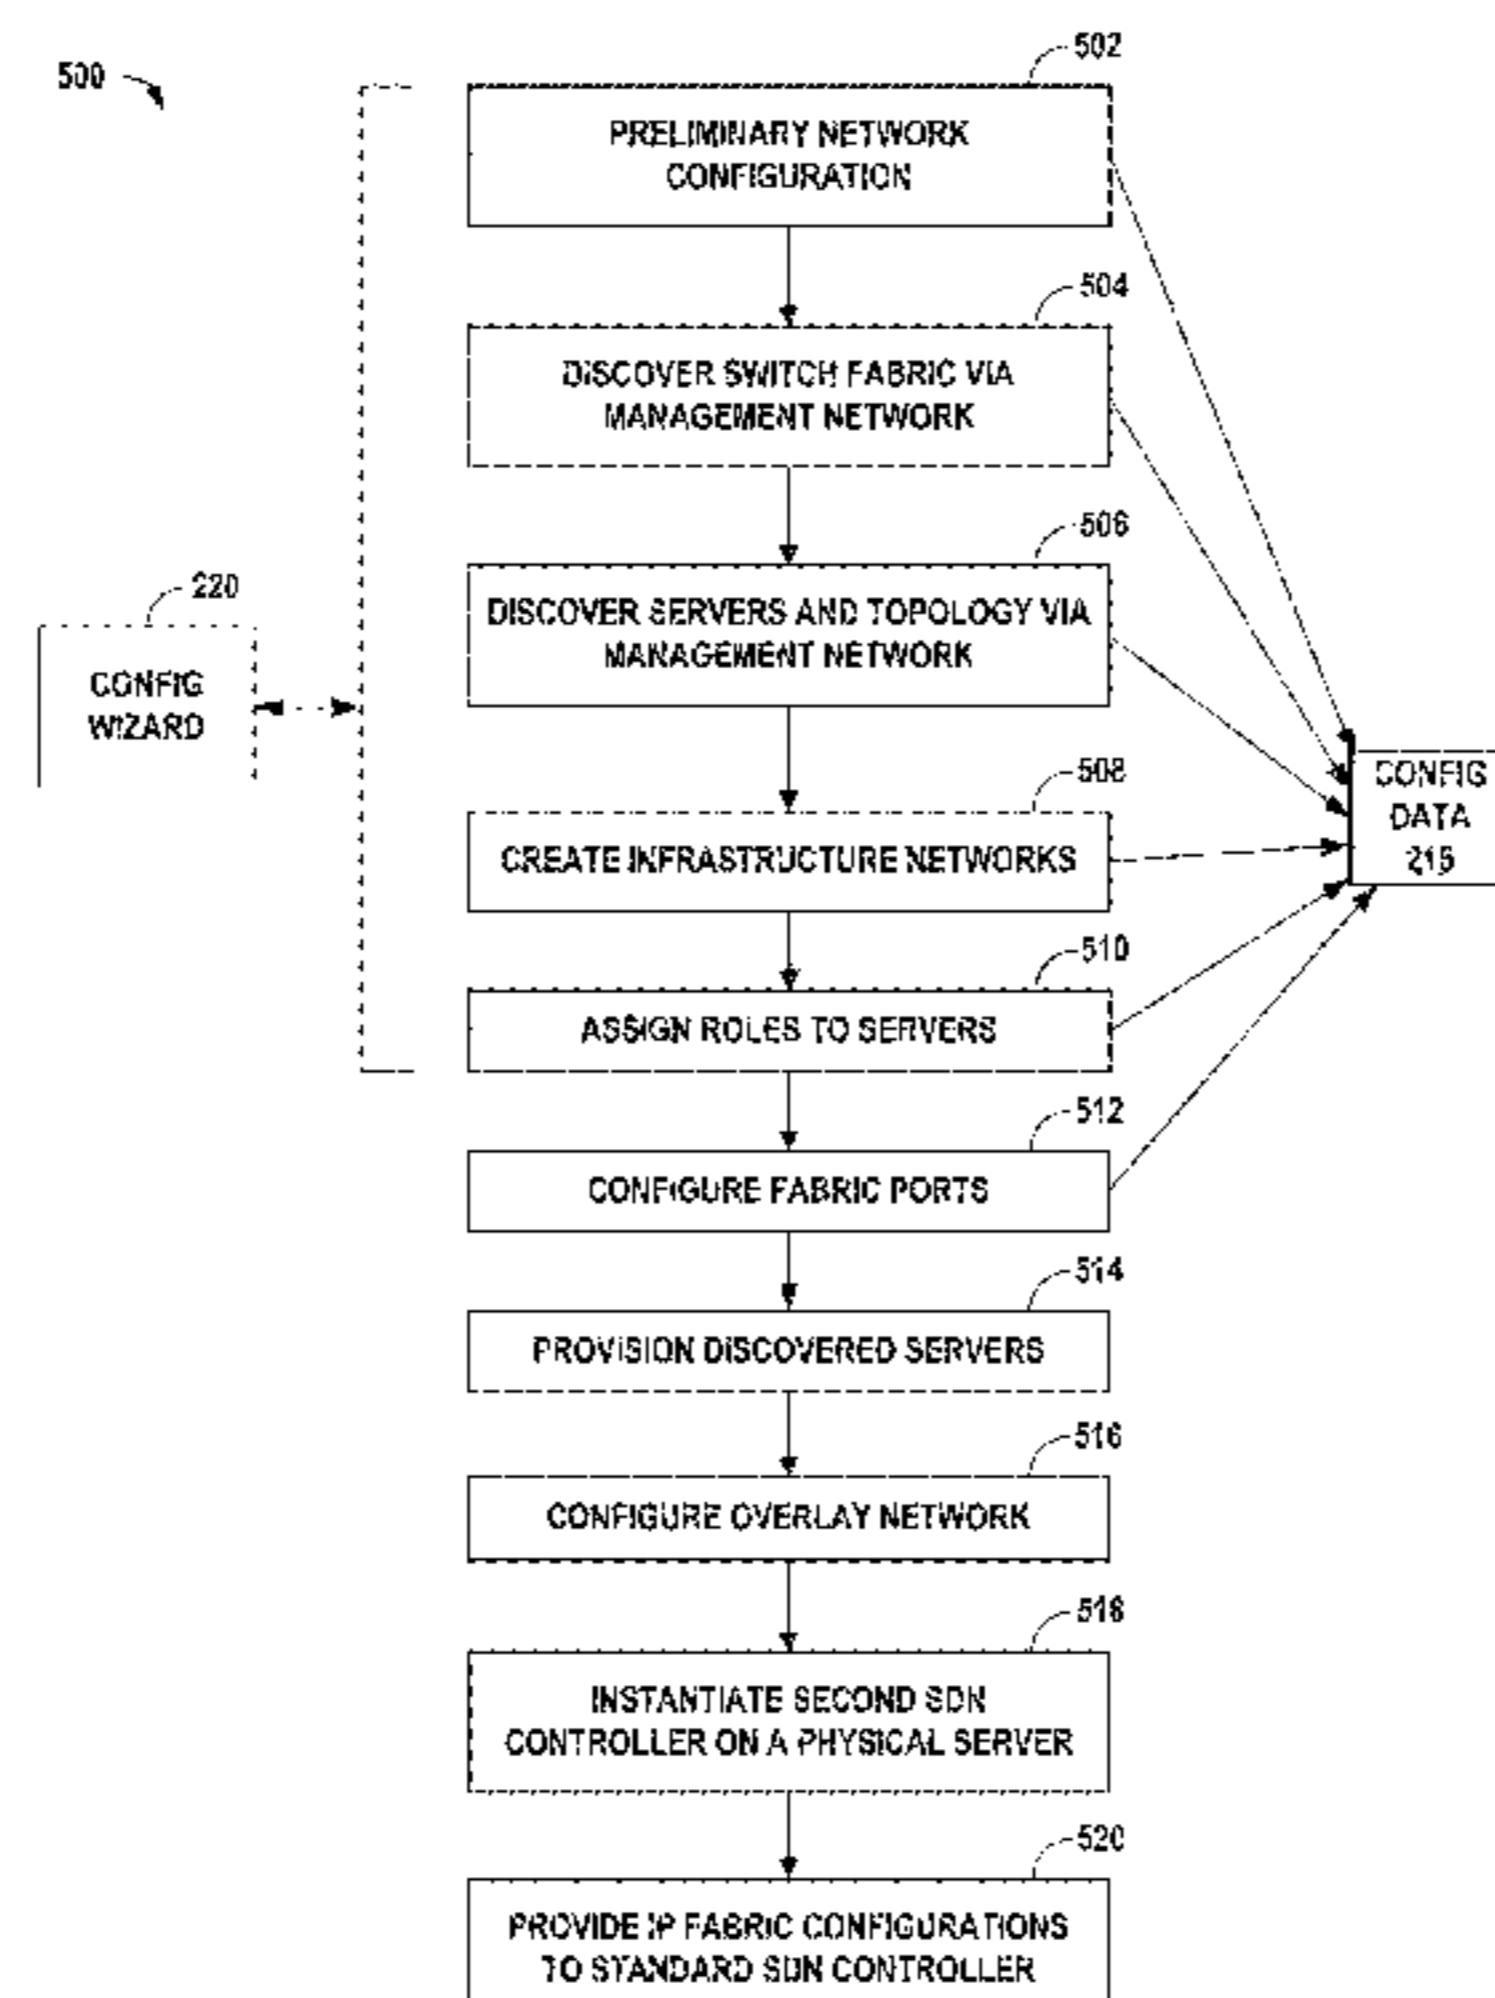 500
502
PRELIMINARY NETWORK
CONFIGURATION
504
DISCOVER SWITCH FABRIC VIA
MANAGEMENT NETWORK
506
DISCOVER SERVERS AND TOPOLOGY VIA
MANAGEMENT NETWORK
220
CONFIG
WIZARD
508
CREATE INFRASTRUCTURE NETWORKS
CONFIG
DATA
215
510
ASSIGN ROLES TO SERVERS
512
CONFIGURE FABRIC PORTS
514
PROVISION DISCOVERED SERVERS
516
CONFIGURE OVERLAY NETWORK
518
INSTANTIATE SECOND SDN
CONTROLLER ON A PHYSICAL SERVER
520
PROVIDE IP FABRIC CONFIGURATIONS
TO STANDARD SDN CONTROLLER